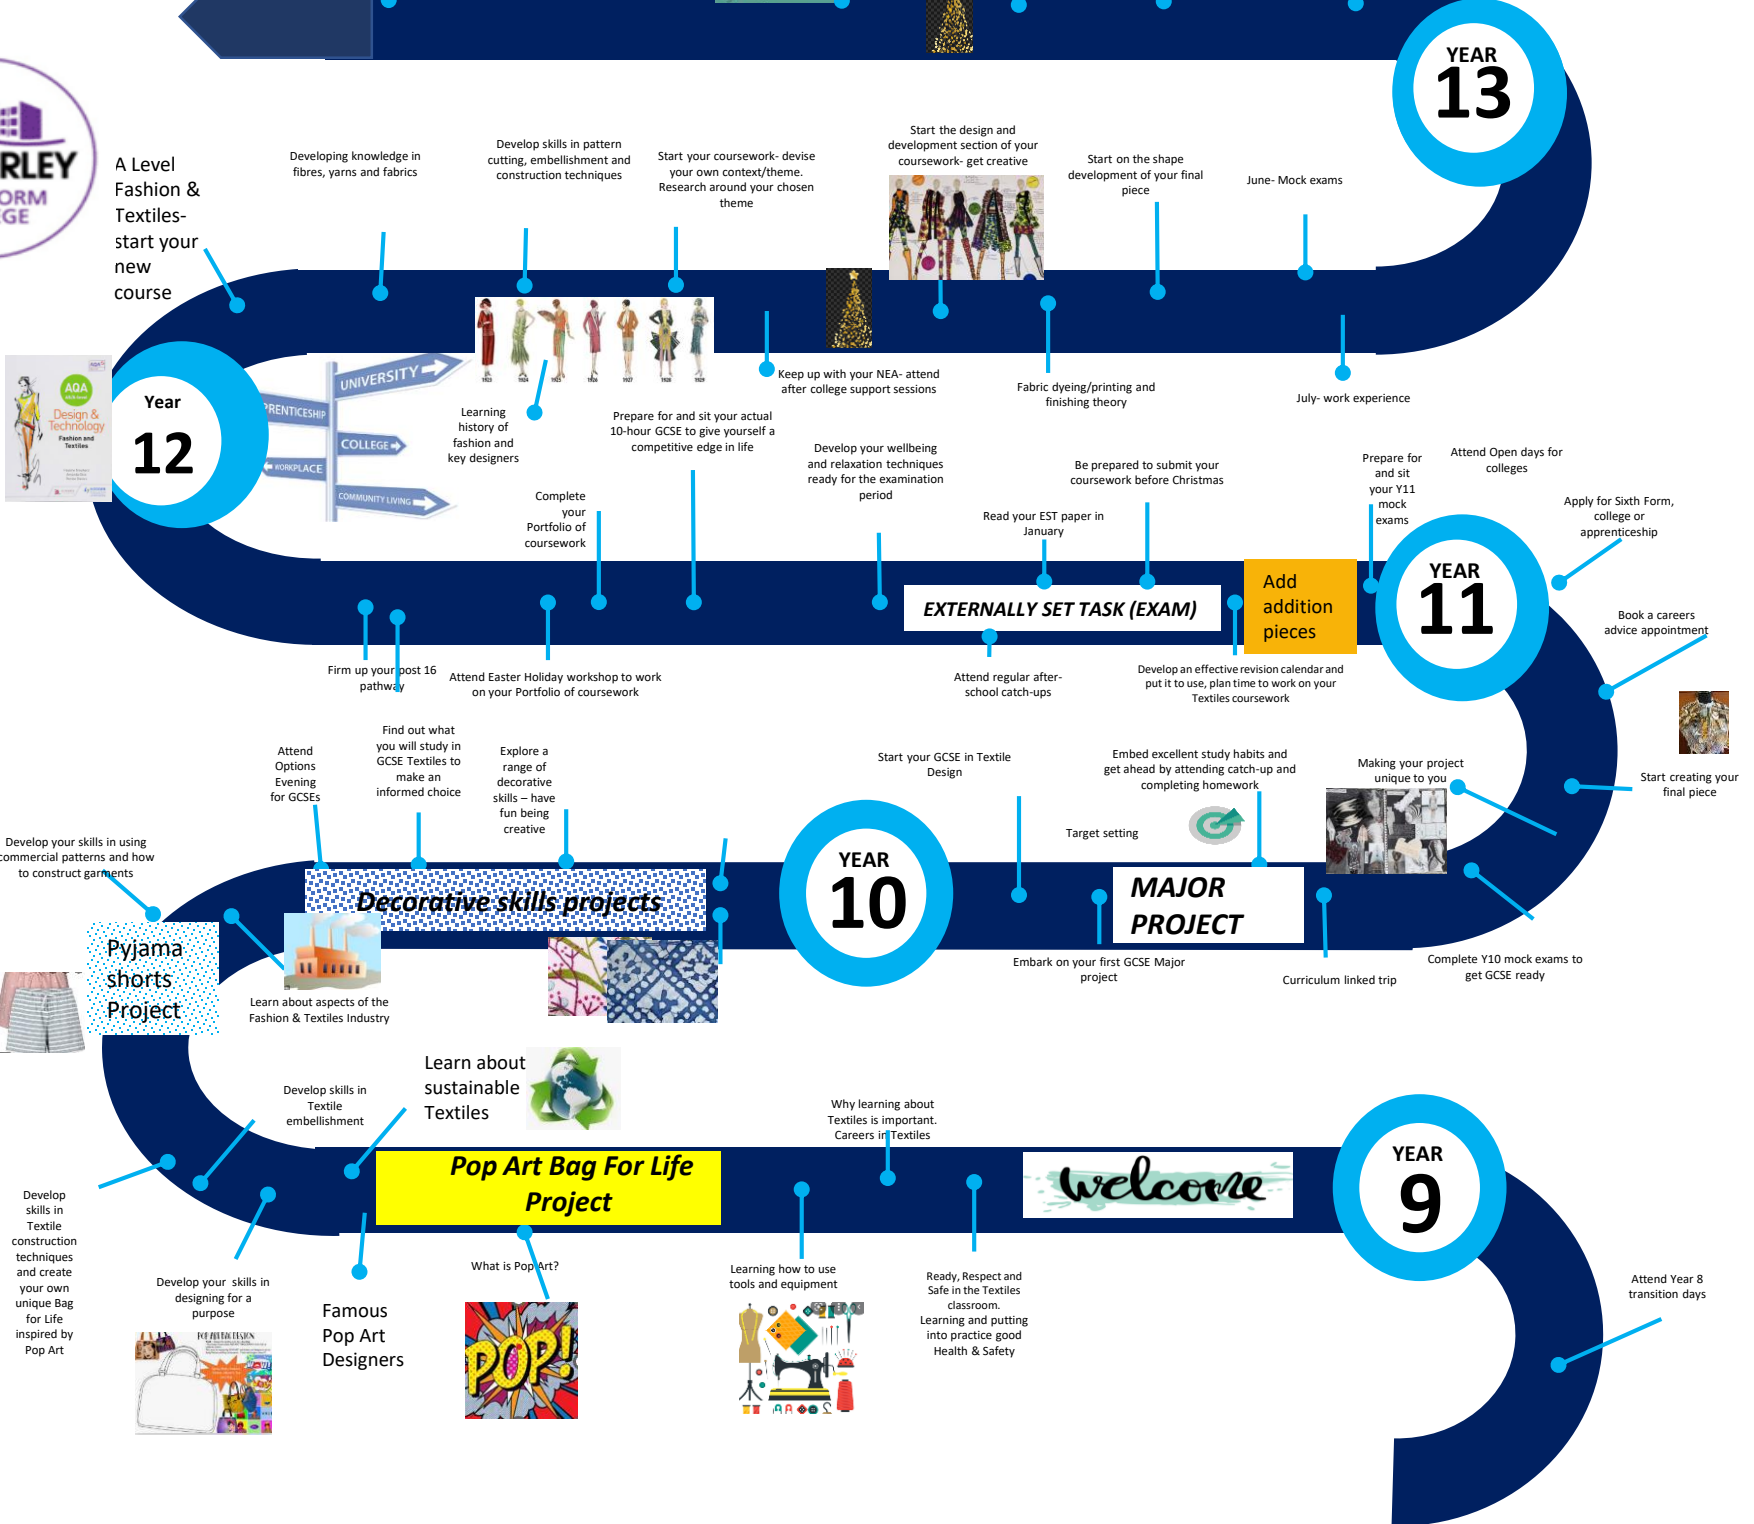 YEAR
13
RLEY
ORM
GE
A Level
Fashion &
Textiles-
start your
new
course
Developing knowledge in
fibres, yarns and fabrics
Develop skills in pattern
cutting, embellishment and
construction techniques
Start your coursework- devise
your own context/theme.
Research around your chosen
theme
Start the design and
development section of your
coursework- get creative
Start on the shape
development of your final
piece
June- Mock exams
1923 1924 1925 1926 1927 1928 1929
Learning
history of
fashion and
key designers
Keep up with your NEA- attend
after college support sessions
Fabric dyeing/printing and
finishing theory
July- work experience
AQA
Design &
Technology
Fashion and
Textiles
Year
12
UNIVERSITY
PRENTICESHIP
COLLEGE
WORKPLACE
COMMUNITY LIVING
Complete
your
Portfolio of
coursework
Prepare for and sit your actual
10-hour GCSE to give yourself a
competitive edge in life
Develop your wellbeing
and relaxation techniques
ready for the examination
period
Read your EST paper in
January
Be prepared to submit your
coursework before Christmas
Prepare for
and sit
your Y11
mock
exams
Attend Open days for
colleges
Apply for Sixth Form,
college or
apprenticeship
EXTERNALLY SET TASK (EXAM)
Add
addition
pieces
YEAR
11
Book a careers
advice appointment
Firm up your post 16
pathway
Attend Easter Holiday workshop to work
on your Portfolio of coursework
Attend regular after-
school catch-ups
Develop an effective revision calendar and
put it to use, plan time to work on your
Textiles coursework
Start creating your
final piece
Attend
Options
Evening
for GCSEs
Find out what
you will study in
GCSE Textiles to
make an
informed choice
Explore a
range of
decorative
skills – have
fun being
creative
Start your GCSE in Textile
Design
Target setting
Embed excellent study habits and
get ahead by attending catch-up and
completing homework
Making your project
unique to you
Develop your skills in using
commercial patterns and how
to construct garments
Decorative skills projects
YEAR
10
MAJOR
PROJECT
Pyjama
shorts
Project
Learn about aspects of the
Fashion & Textiles Industry
Embark on your first GCSE Major
project
Curriculum linked trip
Complete Y10 mock exams to
get GCSE ready
Develop skills in
Textile
embellishment
Learn about
sustainable
Textiles
Why learning about
Textiles is important.
Careers in Textiles
Pop Art Bag For Life
Project
welcome
YEAR
9
Develop
skills in
Textile
construction
techniques
and create
your own
unique Bag
for Life
inspired by
Pop Art
Develop your  skills in
designing for a
purpose
POP ART BAG DESIGN
Famous
Pop Art
Designers
What is Pop Art?
POP!
Learning how to use
tools and equipment
Ready, Respect and
Safe in the Textiles
classroom.
Learning and putting
into practice good
Health & Safety
Attend Year 8
transition days